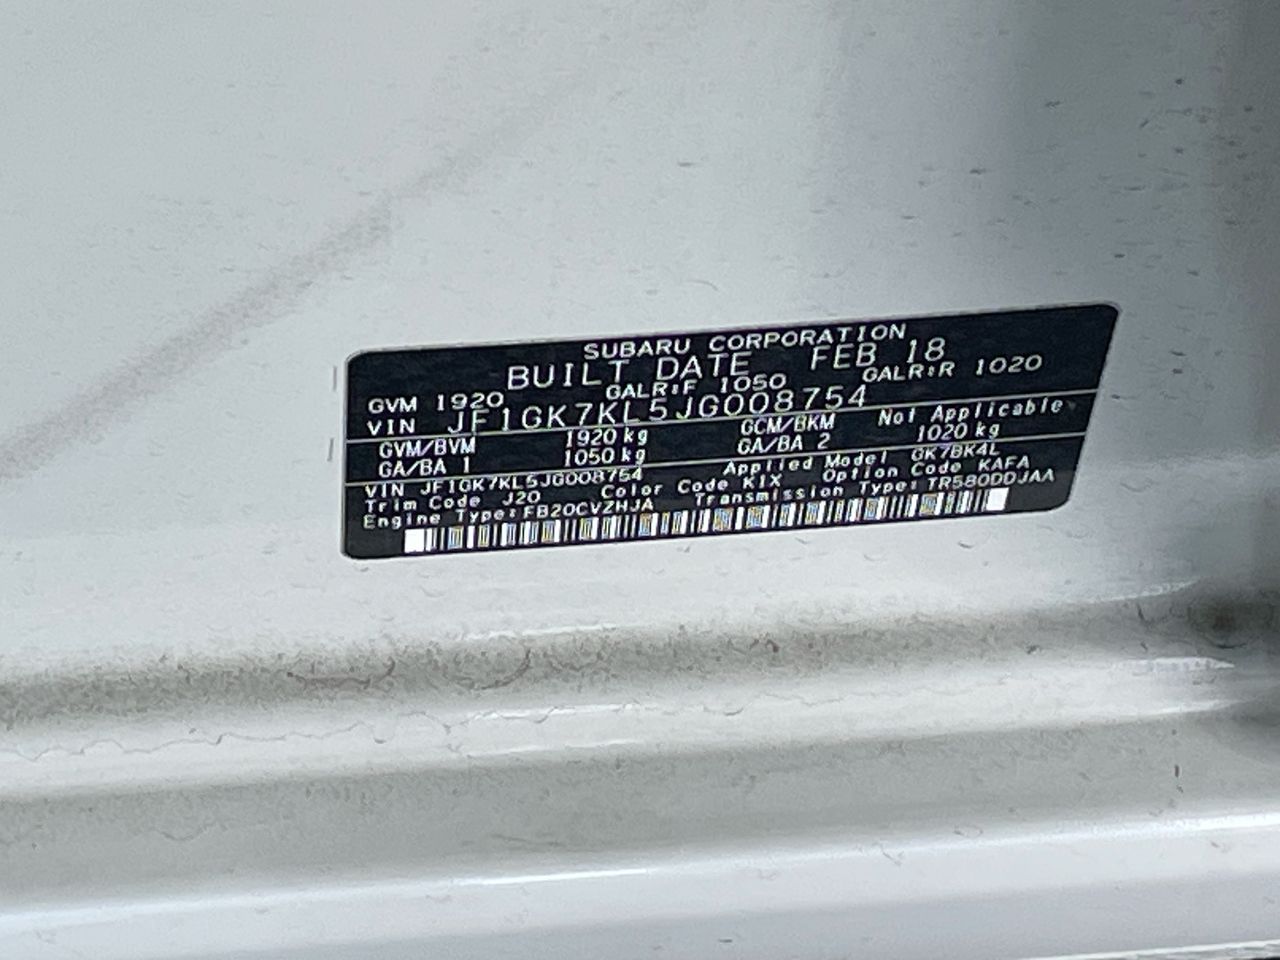 SUBARU CORPORATION
BUILT DATE FEB 18
GVM 1920 GALR:F 1050 GALR:R 1020
VIN JF1GK7KL5JG008754
GVM/BVM 1920 kg GCM/BKM Not Applicable
GA/BA 1 1050 kg GA/BA 2 1020 kg
VIN JF1GK7KL5JG008754 Applied Model GK7BK4L
Trim Code J20 Color Code K1X Option Code KAFA
Engine Type: FB20CVZHJA Transmission Type: TR580DDJAA